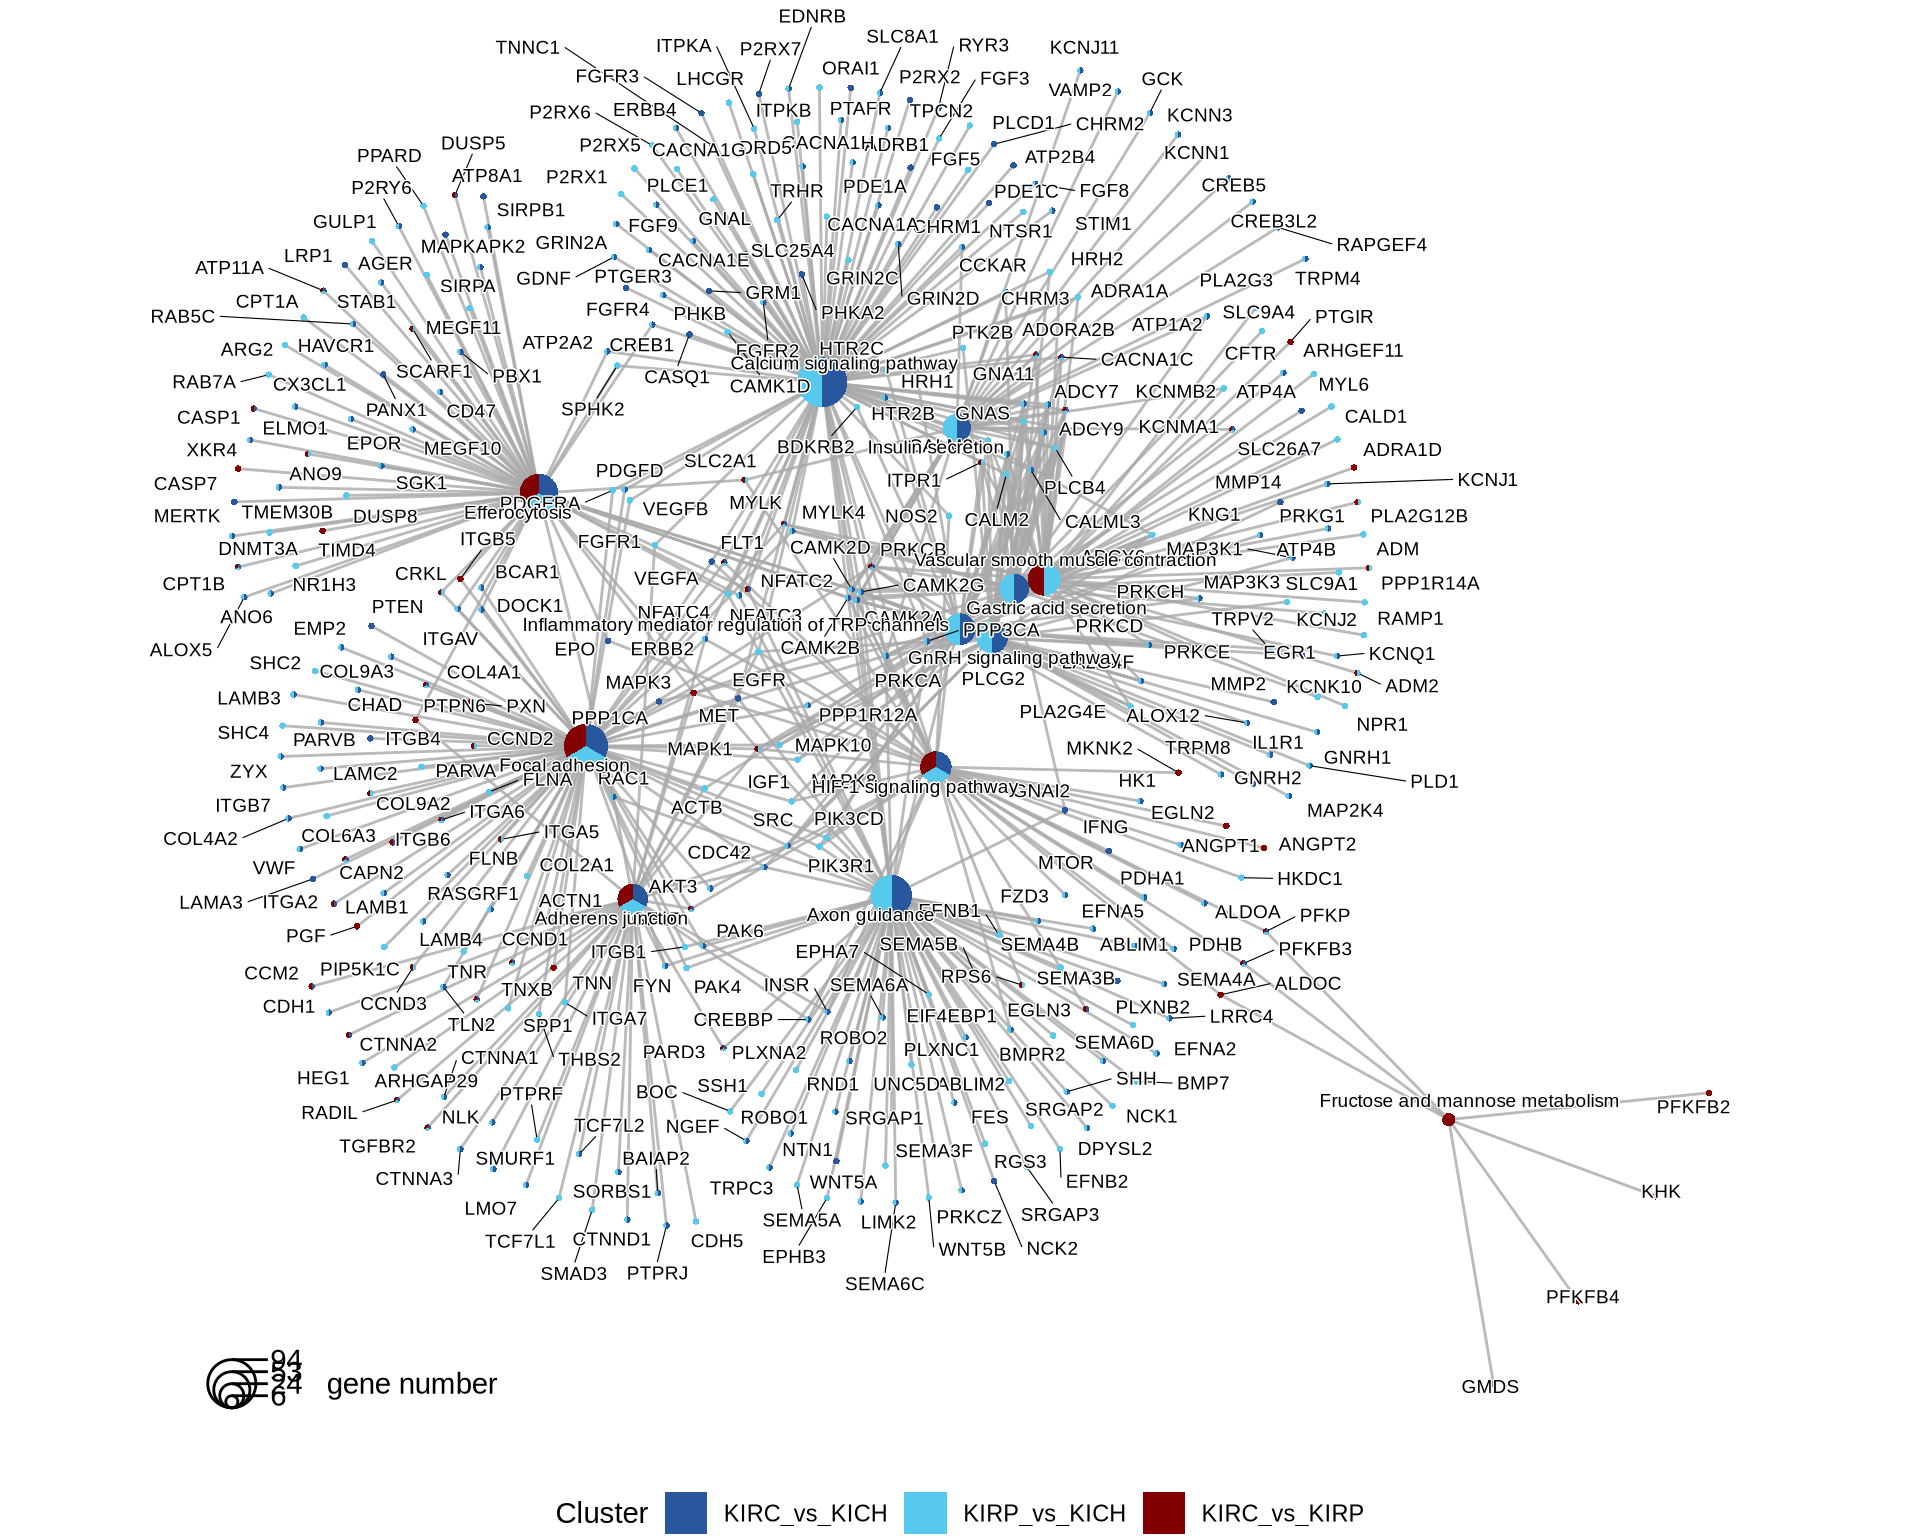 EDNRB
TNNC1
ITPKA
P2RX7
SLC8A1
RYR3
KCNJ11
FGFR3
LHCGR
ORAI1
P2RX2
FGF3
VAMP2
GCK
P2RX6
ERBB4
ITPKB
PTAFR
TPCN2
PLCD1
CHRM2
KCNN3
DUSP5
P2RX5
CACNA1G
DRD5
CACNA1H
ADRB1
FGF5
ATP2B4
KCNN1
PPARD
ATP8A1
P2RX1
PLCE1
TRHR
PDE1A
PDE1C
FGF8
CREB5
P2RY6
SIRPB1
GULP1
FGF9
GNAL
CACNA1A
CHRM1
NTSR1
STIM1
CREB3L2
RAPGEF4
LRP1
MAPKAPK2
GRIN2A
SLC25A4
ATP11A
AGER
CACNA1E
CCKAR
HRH2
GDNF
PTGER3
GRIN2C
PLA2G3
TRPM4
SIRPA
CPT1A
STAB1
GRM1
GRIN2D
CHRM3
ADRA1A
RAB5C
MEGF11
FGFR4
PHKB
PHKA2
SLC9A4
PTGIR
PTK2B
ADORA2B
ATP1A2
ARG2
HAVCR1
ATP2A2
CREB1
FGFR2
HTR2C
CFTR
ARHGEF11
Calcium signaling pathway
CACNA1C
RAB7A
CX3CL1
SCARF1
PBX1
CASQ1
CAMK1D
HRH1
GNA11
ADCY7
KCNMB2
ATP4A
MYL6
CASP1
PANX1
CD47
SPHK2
HTR2B
GNAS
CALD1
ELMO1
ADCY9
KCNMA1
XKR4
EPOR
MEGF10
BDKRB2
Insulin secretion
SLC26A7
ADRA1D
CASP7
ANO9
SGK1
PDGFD
SLC2A1
ITPR1
PLCB4
MMP14
KCNJ1
MERTK
TMEM30B
DUSP8
PDGFRA
Efferocytosis
VEGFB
MYLK
MYLK4
NOS2
CALM2
CALML3
KNG1
PRKG1
PLA2G12B
DNMT3A
TIMD4
ITGB5
FGFR1
FLT1
CAMK2D
PRKCB
ADCY6
MAP3K1
ATP4B
ADM
Vascular smooth muscle contraction
CPT1B
NR1H3
CRKL
BCAR1
VEGFA
NFATC2
CAMK2G
PRKCH
MAP3K3
SLC9A1
PPP1R14A
ANO6
PTEN
DOCK1
NFATC4
NFATC3
CAMK2A
Gastric acid secretion
TRPV2
KCNJ2
RAMP1
EMP2
Inflammatory mediator regulation of TRP channels
PPP3CA
PRKCD
ALOX5
ITGAV
EPO
ERBB2
CAMK2B
PRKCE
EGR1
KCNQ1
SHC2
COL9A3
COL4A1
GnRH signaling pathway
LAMB3
MAPK3
EGFR
PRKCA
PLCG2
MMP2
KCNK10
ADM2
CHAD
PTPN6
PXN
PPP1CA
MET
PPP1R12A
PLA2G4E
ALOX12
NPR1
SHC4
PARVB
ITGB4
CCND2
MAPK1
MAPK10
MKNK2
TRPM8
IL1R1
GNRH1
ZYX
LAMC2
PARVA
Focal adhesion
FLNA
RAC1
IGF1
MAPK8
HIF-1 signaling pathway
GNAI2
HK1
GNRH2
PLD1
ITGB7
COL9A2
ITGA6
ACTB
EGLN2
MAP2K4
COL4A2
COL6A3
ITGB6
ITGA5
SRC
PIK3CD
IFNG
ANGPT1
ANGPT2
VWF
CAPN2
FLNB
COL2A1
CDC42
PIK3R1
MTOR
PDHA1
HKDC1
LAMA3
ITGA2
LAMB1
RASGRF1
ACTN1
AKT3
FZD3
EFNA5
ALDOA
PFKP
Adherens junction
Axon guidance
EFNB1
PGF
LAMB4
CCND1
ITGB1
PAK6
EPHA7
SEMA5B
SEMA4B
ABLIM1
PDHB
PFKFB3
CCM2
PIP5K1C
TNR
RPS6
SEMA3B
SEMA4A
ALDOC
CDH1
CCND3
TNXB
TNN
FYN
PAK4
INSR
SEMA6A
EGLN3
PLXNB2
LRRC4
TLN2
SPP1
ITGA7
CREBBP
EIF4EBP1
CTNNA2
ROBO2
SEMA6D
EFNA2
HEG1
CTNNA1
THBS2
PARD3
PLXNA2
PLXNC1
BMPR2
ARHGAP29
RADIL
PTPRF
BOC
SSH1
RND1
UNC5D
ABLIM2
SHH
BMP7
Fructose and mannose metabolism
PFKFB2
NLK
NGEF
ROBO1
SRGAP1
FES
SRGAP2
NCK1
TGFBR2
TCF7L2
NTN1
SEMA3F
DPYSL2
CTNNA3
SMURF1
BAIAP2
RGS3
TRPC3
WNT5A
EFNB2
KHK
LMO7
SORBS1
SEMA5A
LIMK2
PRKCZ
SRGAP3
TCF7L1
CTNND1
CDH5
EPHB3
WNT5B
NCK2
SMAD3
PTPRJ
SEMA6C
PFKFB4
GMDS
94
53
24
6
gene number
Cluster
KIRC_vs_KICH
KIRP_vs_KICH
KIRC_vs_KIRP